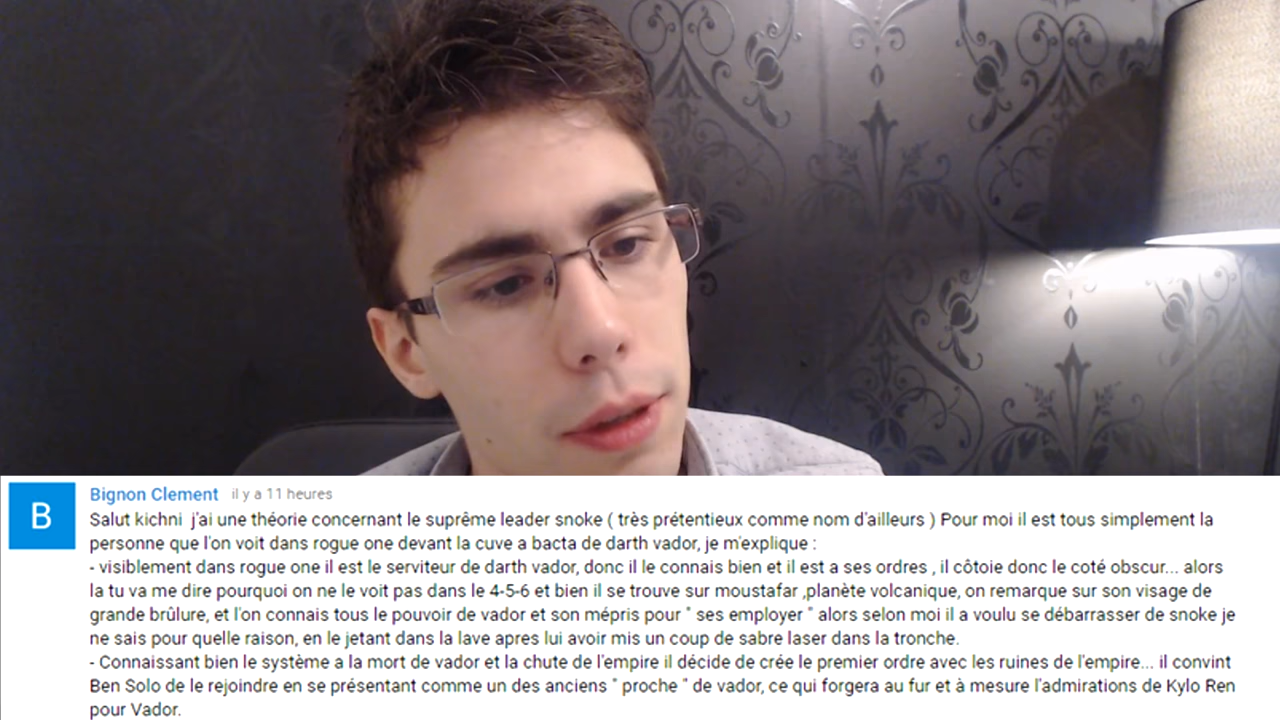 B
Bignon Clement il y a 11 heures
Salut kichni j'ai une théorie concernant le suprême leader snoke ( très prétentieux comme nom d'ailleurs ) Pour moi il est tous simplement la
personne que l'on voit dans rogue one devant la cuve a bacta de darth vador, je m'explique :
- visiblement dans rogue one il est le serviteur de darth vador, donc il le connais bien et il est a ses ordres , il côtoie donc le coté obscur... alors
la tu va me dire pourquoi on ne le voit pas dans le 4-5-6 et bien il se trouve sur moustafar ,planète volcanique, on remarque sur son visage de
grande brûlure, et l'on connais tous le pouvoir de vador et son mépris pour " ses employer " alors selon moi il a voulu se débarrasser de snoke je
ne sais pour quelle raison, en le jetant dans la lave apres lui avoir mis un coup de sabre laser dans la tronche.
- Connaissant bien le système a la mort de vador et la chute de l'empire il décide de crée le premier ordre avec les ruines de l'empire... il convint
Ben Solo de le rejoindre en se présentant comme un des anciens " proche " de vador, ce qui forgera au fur et à mesure l'admirations de Kylo Ren
pour Vador.